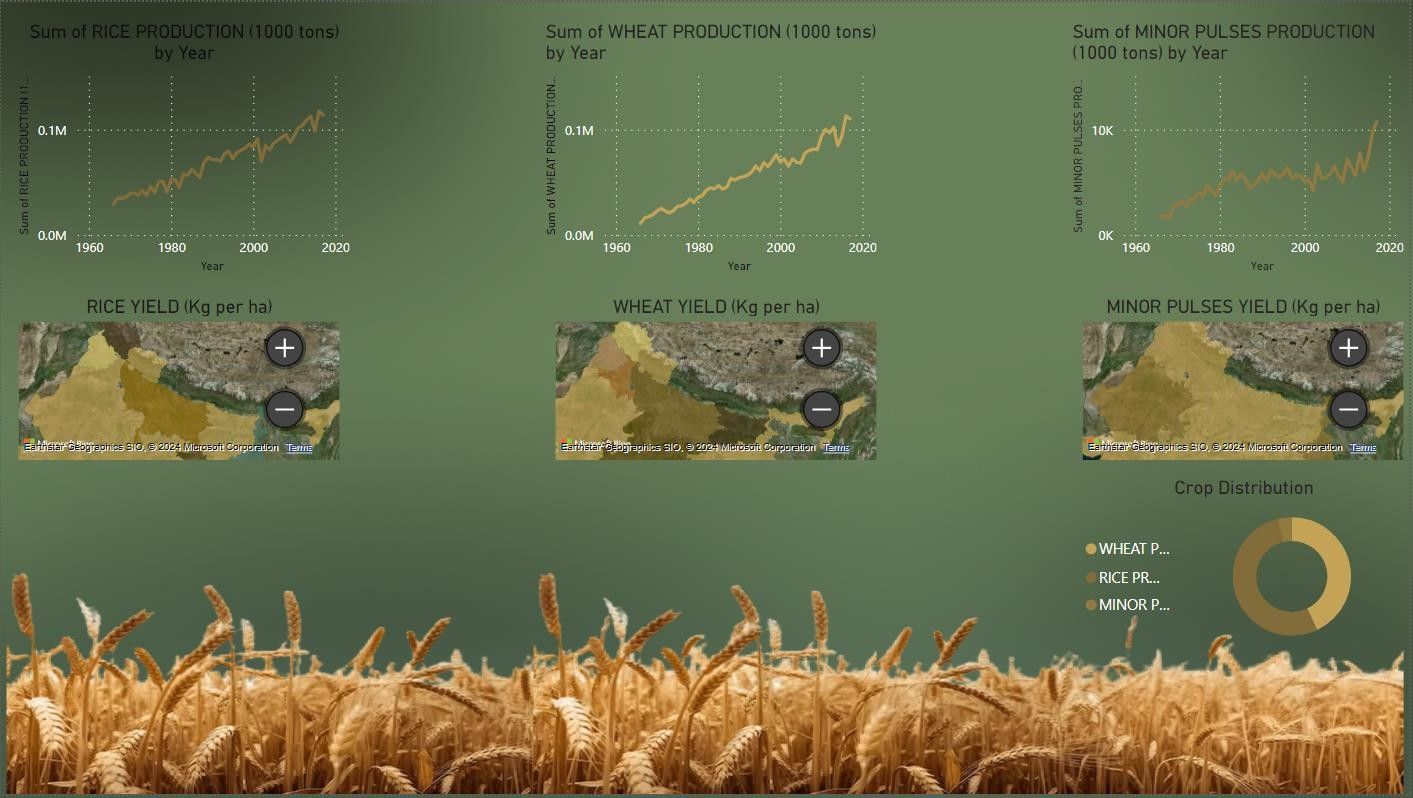 Sum of RICE PRODUCTION (1000 tons)
by Year
Sum of RICE PRODUCTION (1...
0.1M
0.0M
1960 1980 2000 2020
Year
Sum of WHEAT PRODUCTION (1000 tons)
by Year
Sum of WHEAT PRODUCTION...
0.1M
0.0M
1960 1980 2000 2020
Year
Sum of MINOR PULSES PRODUCTION
(1000 tons) by Year
Sum of MINOR PULSES PRO...
10K
0K
1960 1980 2000 2020
Year
RICE YIELD (Kg per ha)
Earthstar Geographics SIO, © 2024 Microsoft Corporation Terms
WHEAT YIELD (Kg per ha)
Earthstar Geographics SIO, © 2024 Microsoft Corporation Terms
MINOR PULSES YIELD (Kg per ha)
Earthstar Geographics SIO, © 2024 Microsoft Corporation Terms
Crop Distribution
WHEAT P...
RICE PR...
MINOR P...